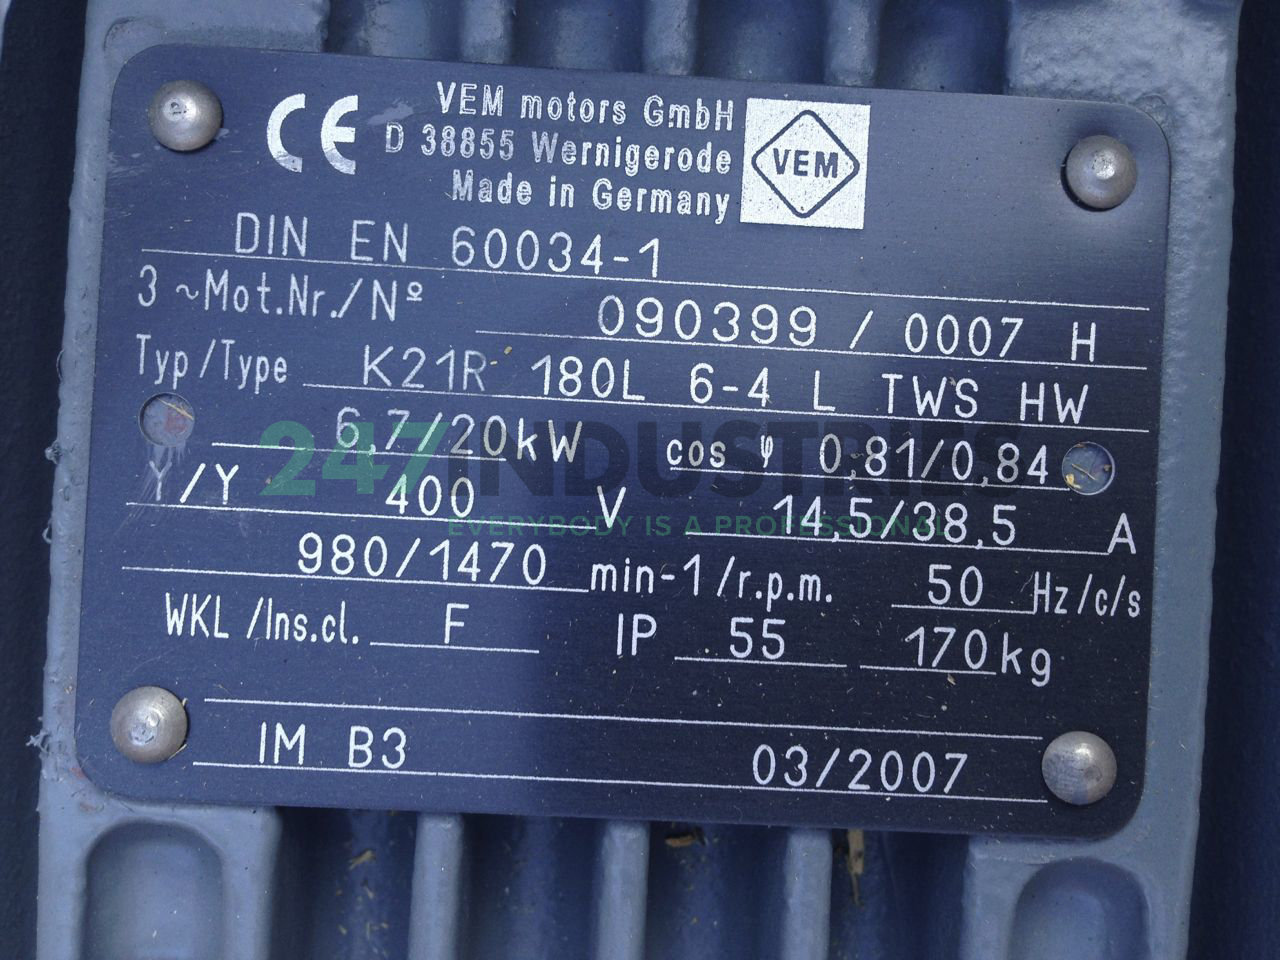 CE VEM motors GmbH
D 38855 Wernigerode
Made in Germany
VEM
DIN EN 60034-1
3 ~Mot.Nr./Nº 090399 / 0007 H
Typ/Type K21R 180L 6-4 L TWS HW
6,7/20kW cos φ 0,81/0,84
Y/Y 400 V 14,5/38,5 A
980/1470 min-1/r.p.m. 50 Hz/c/s
WKL/Ins.cl. F IP 55 170kg
IM B3 03/2007
247INDUSTRIES
EVERYBODY IS A PROFESSIONAL